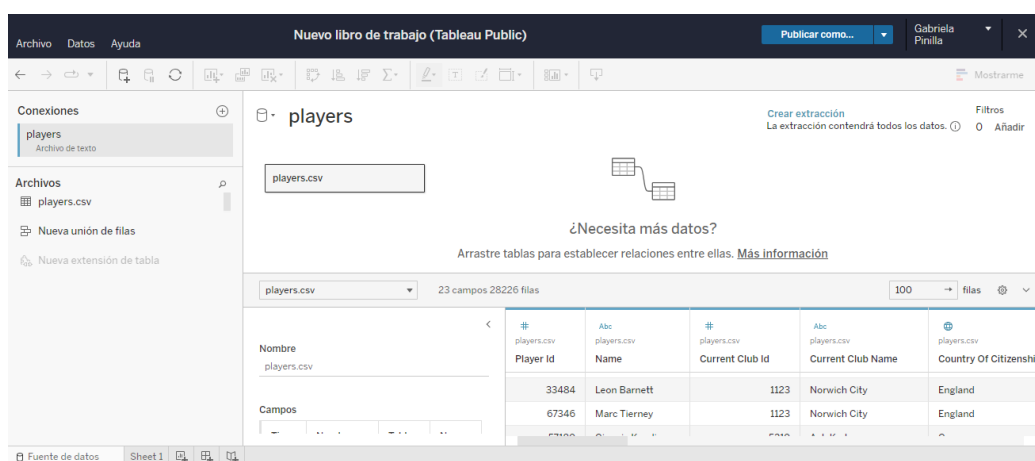 Nuevo libro de trabajo (Tableau Public)
Publicar como...
Gabriela
Pinilla
Archivo Datos Ayuda
Mostrarme
Conexiones
players
Archivo de texto
Archivos
players.csv
Nueva unión de filas
Nueva extensión de tabla
players
Crear extracción
La extracción contendrá todos los datos.
Filtros
0 Añadir
players.csv
¿Necesita más datos?
Arrastre tablas para establecer relaciones entre ellas. Más información
players.csv 23 campos 28226 filas 100 filas
Nombre
players.csv
Campos
# Abc # Abc
players.csv players.csv players.csv players.csv players.csv
Player Id Name Current Club Id Current Club Name Country Of Citizenshi
33484 Leon Barnett 1123 Norwich City England
67346 Marc Tierney 1123 Norwich City England
Fuente de datos Sheet 1